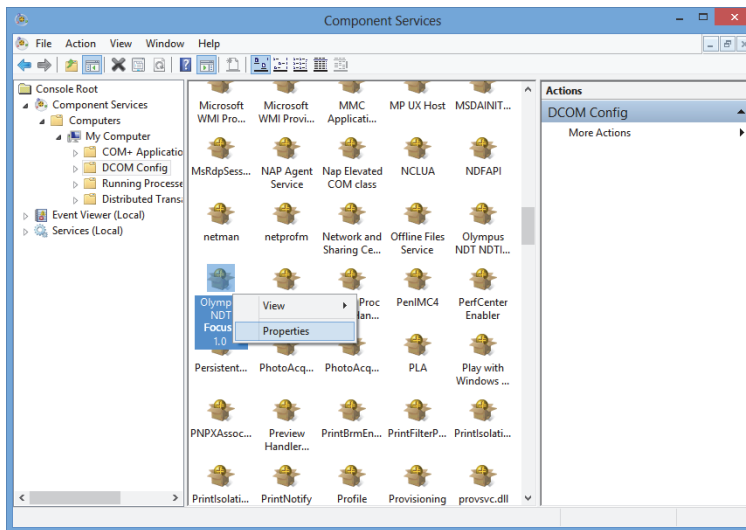 Component Services
File Action View Window Help
Console Root
Component Services
Computers
My Computer
COM+ Applicatio
DCOM Config
Running Processe
Distributed Transa
Event Viewer (Local)
Services (Local)
Microsoft WMI Pro...
Microsoft WMI Provi...
MMC Applicati...
MP UX Host
MSDAINIT...
MsRdpSess...
NAP Agent Service
Nap Elevated COM class
NCLUA
NDFAPI
netman
netprofm
Network and Sharing Ce...
Offline Files Service
Olympus NDT NDTI...
Olymp
NDT
Focus
1.0
View
Properties
Proc
Han...
PenIMC4
PerfCenter Enabler
Persistent...
PhotoAcq...
PhotoAcq...
PLA
Play with Windows ...
PNPXAssoc...
Preview Handler...
PrintBrmEn...
PrintFilterP...
PrintIsolati...
PrintIsolati...
PrintNotify
Profile
Provisioning
provsvc.dll
Actions
DCOM Config
More Actions